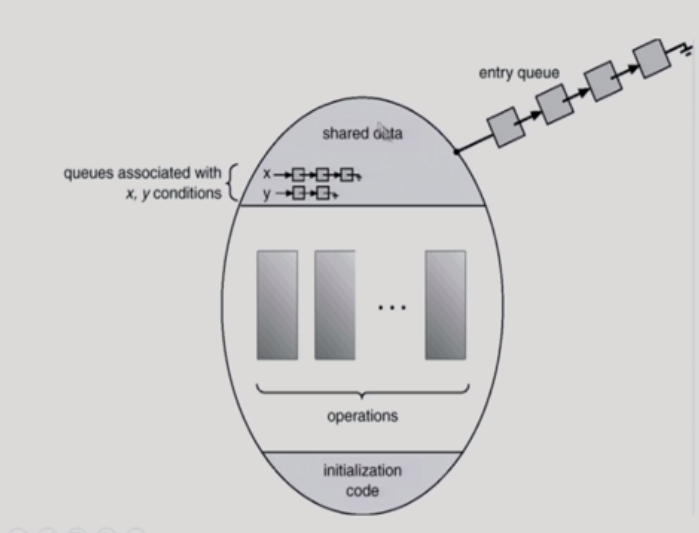 entry queue
shared data
queues associated with
x, y conditions
x
y
...
operations
initialization
code